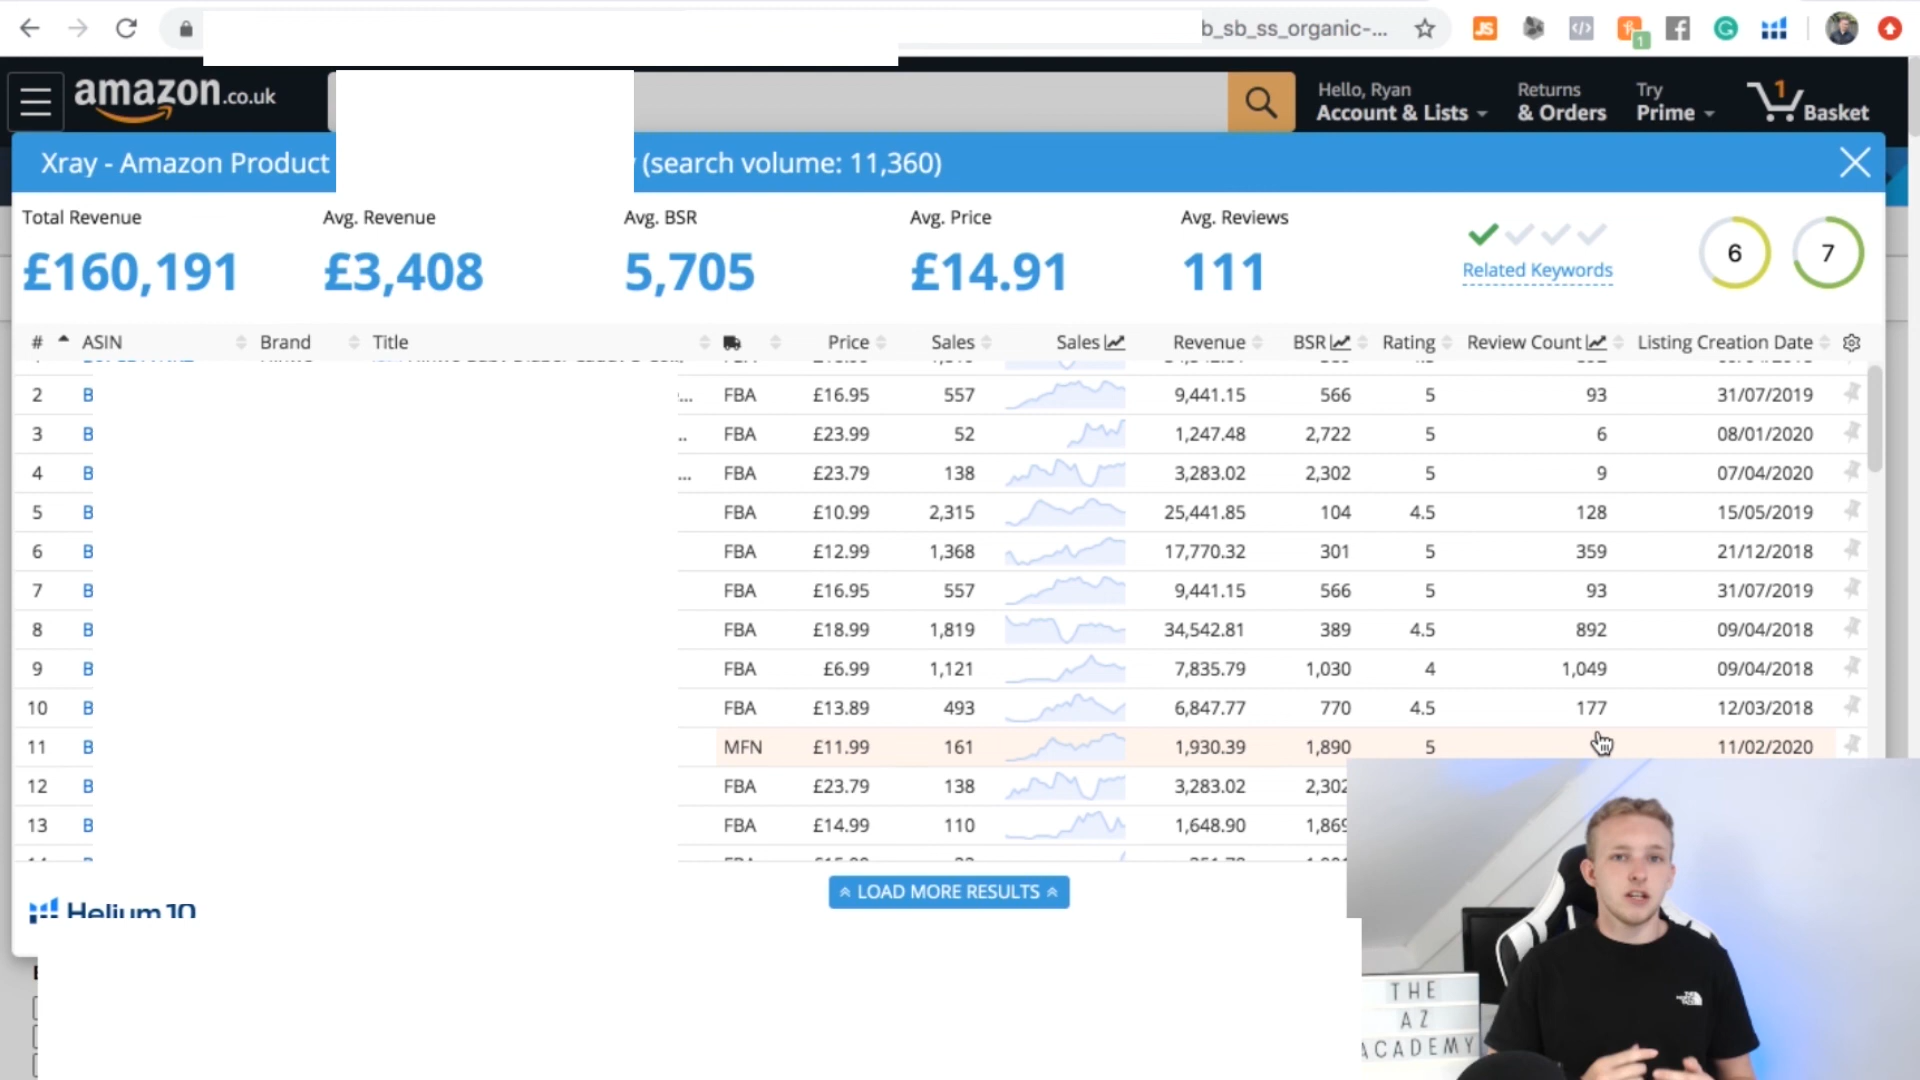 b_sb_ss_organic-...
JS
1
amazon.co.uk
Hello, Ryan
Account & Lists
Returns
& Orders
Try
Prime
1
Basket
Xray - Amazon Product (search volume: 11,360)
Total Revenue Avg. Revenue Avg. BSR Avg. Price Avg. Reviews
£160,191 £3,408 5,705 £14.91 111
Related Keywords
6 7
# ASIN Brand Title Price Sales Sales Revenue BSR Rating Review Count Listing Creation Date
2 B ... FBA £16.95 557 9,441.15 566 5 93 31/07/2019
3 B .. FBA £23.99 52 1,247.48 2,722 5 6 08/01/2020
4 B ... FBA £23.79 138 3,283.02 2,302 5 9 07/04/2020
5 B FBA £10.99 2,315 25,441.85 104 4.5 128 15/05/2019
6 B FBA £12.99 1,368 17,770.32 301 5 359 21/12/2018
7 B FBA £16.95 557 9,441.15 566 5 93 31/07/2019
8 B FBA £18.99 1,819 34,542.81 389 4.5 892 09/04/2018
9 B FBA £6.99 1,121 7,835.79 1,030 4 1,049 09/04/2018
10 B FBA £13.89 493 6,847.77 770 4.5 177 12/03/2018
11 B MFN £11.99 161 1,930.39 1,890 5 11/02/2020
12 B FBA £23.79 138 3,283.02 2,302
13 B FBA £14.99 110 1,648.90 1,869
LOAD MORE RESULTS
Helium 10
THE
AZ
ACADEMY
THE NORTH FACE